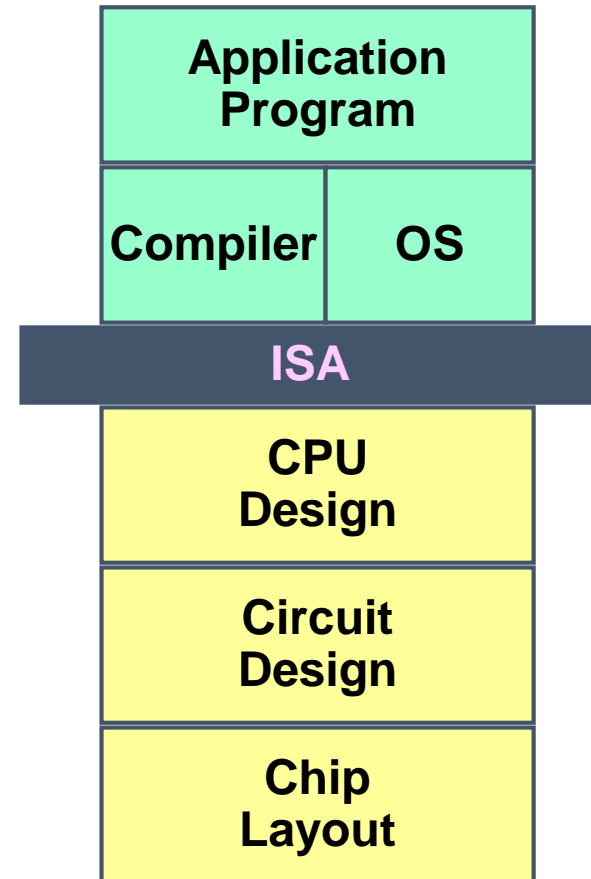 Application
Program
Compiler
OS
ISA
CPU
Design
Circuit
Design
Chip
Layout